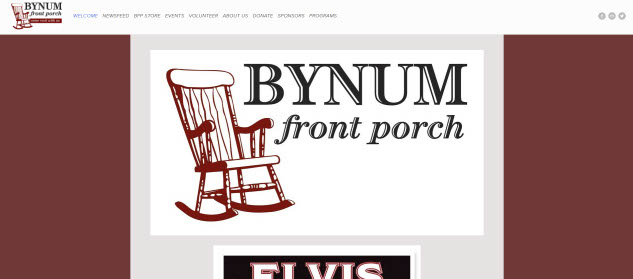 BYNUM
front porch
WELCOME NEWSFEED BFP STORE EVENTS VOLUNTEER ABOUT US DONATE SPONSORS PROGRAMS
BYNUM
front porch
ELVIS